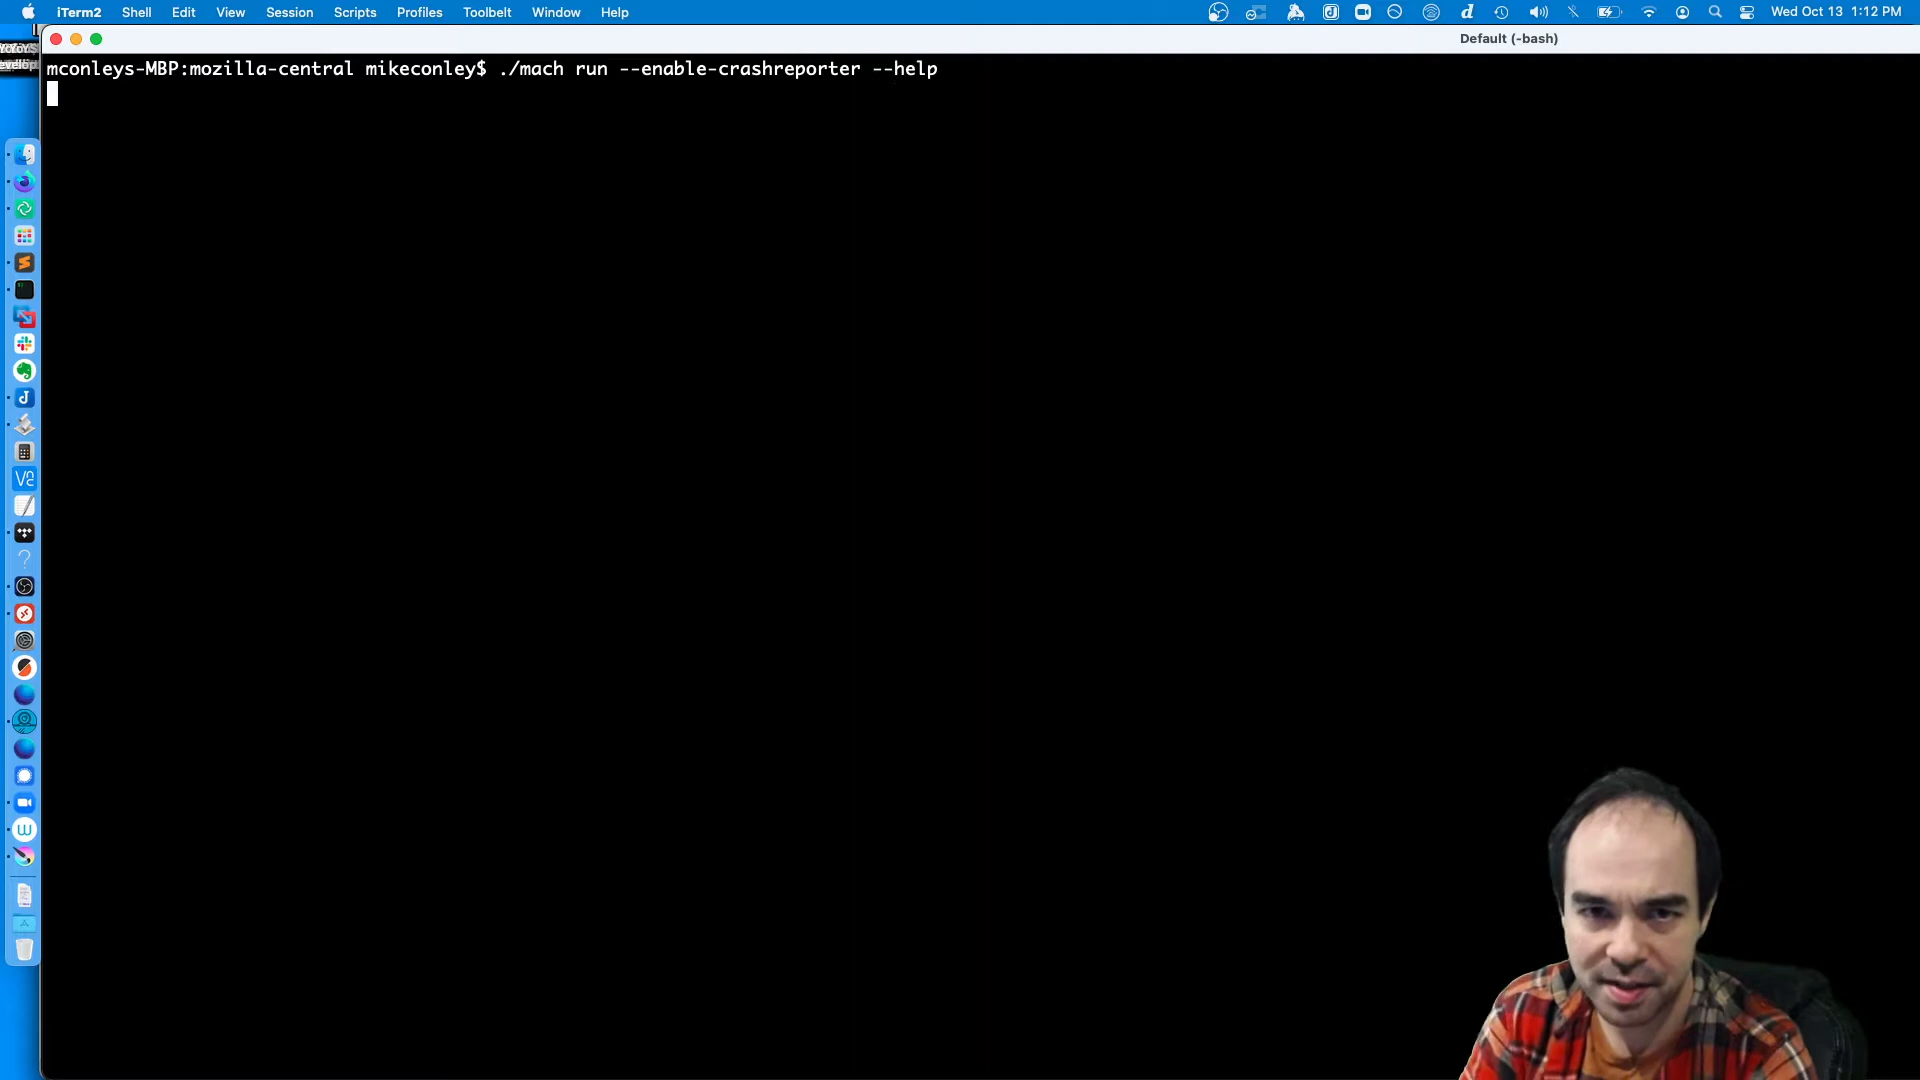 iTerm2 Shell Edit View Session Scripts Profiles Toolbelt Window Help Wed Oct 13 1:12 PM
Default (-bash)
mconleys-MBP:mozilla-central mikeconley$ ./mach run --enable-crashreporter --help